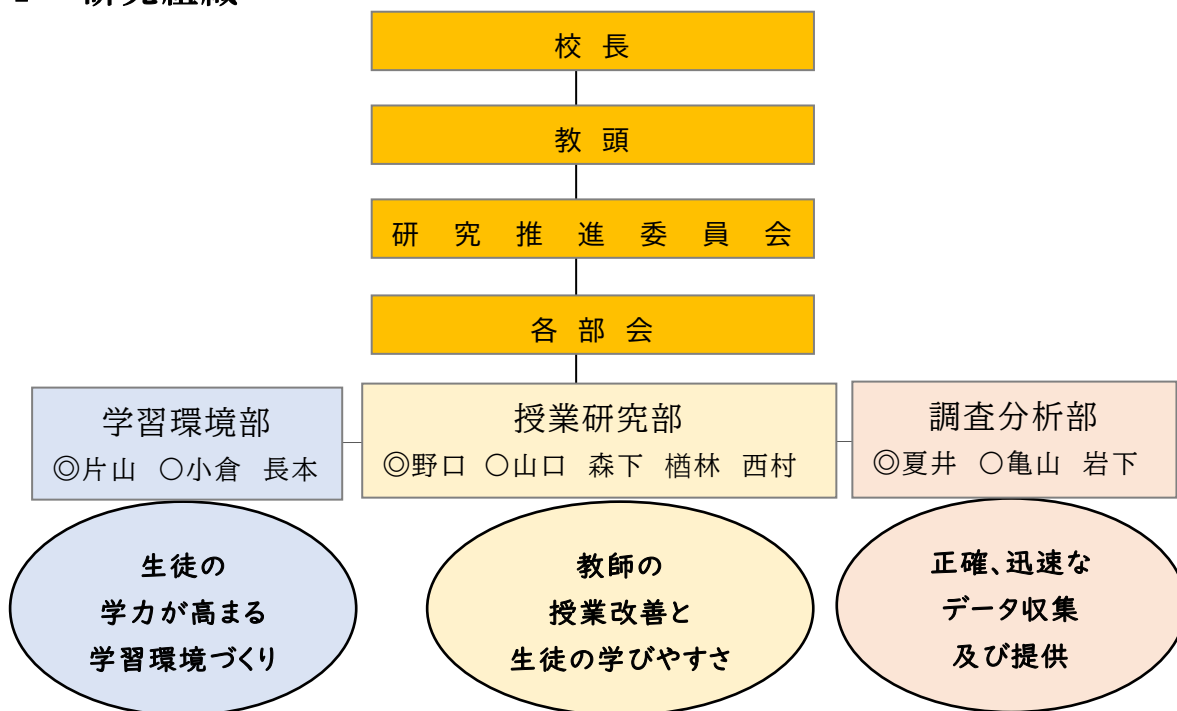 研究組織
校 長
教 頭
研 究 推 進 委 員 会
各 部 会
学習環境部
◎片山 ○小倉 長本
授業研究部
◎野口 ○山口 森下 楢林 西村
調査分析部
◎夏井 ○亀山 岩下
生徒の
学力が高まる
学習環境づくり
教師の
授業改善と
生徒の学びやすさ
正確、迅速な
データ収集
及び提供